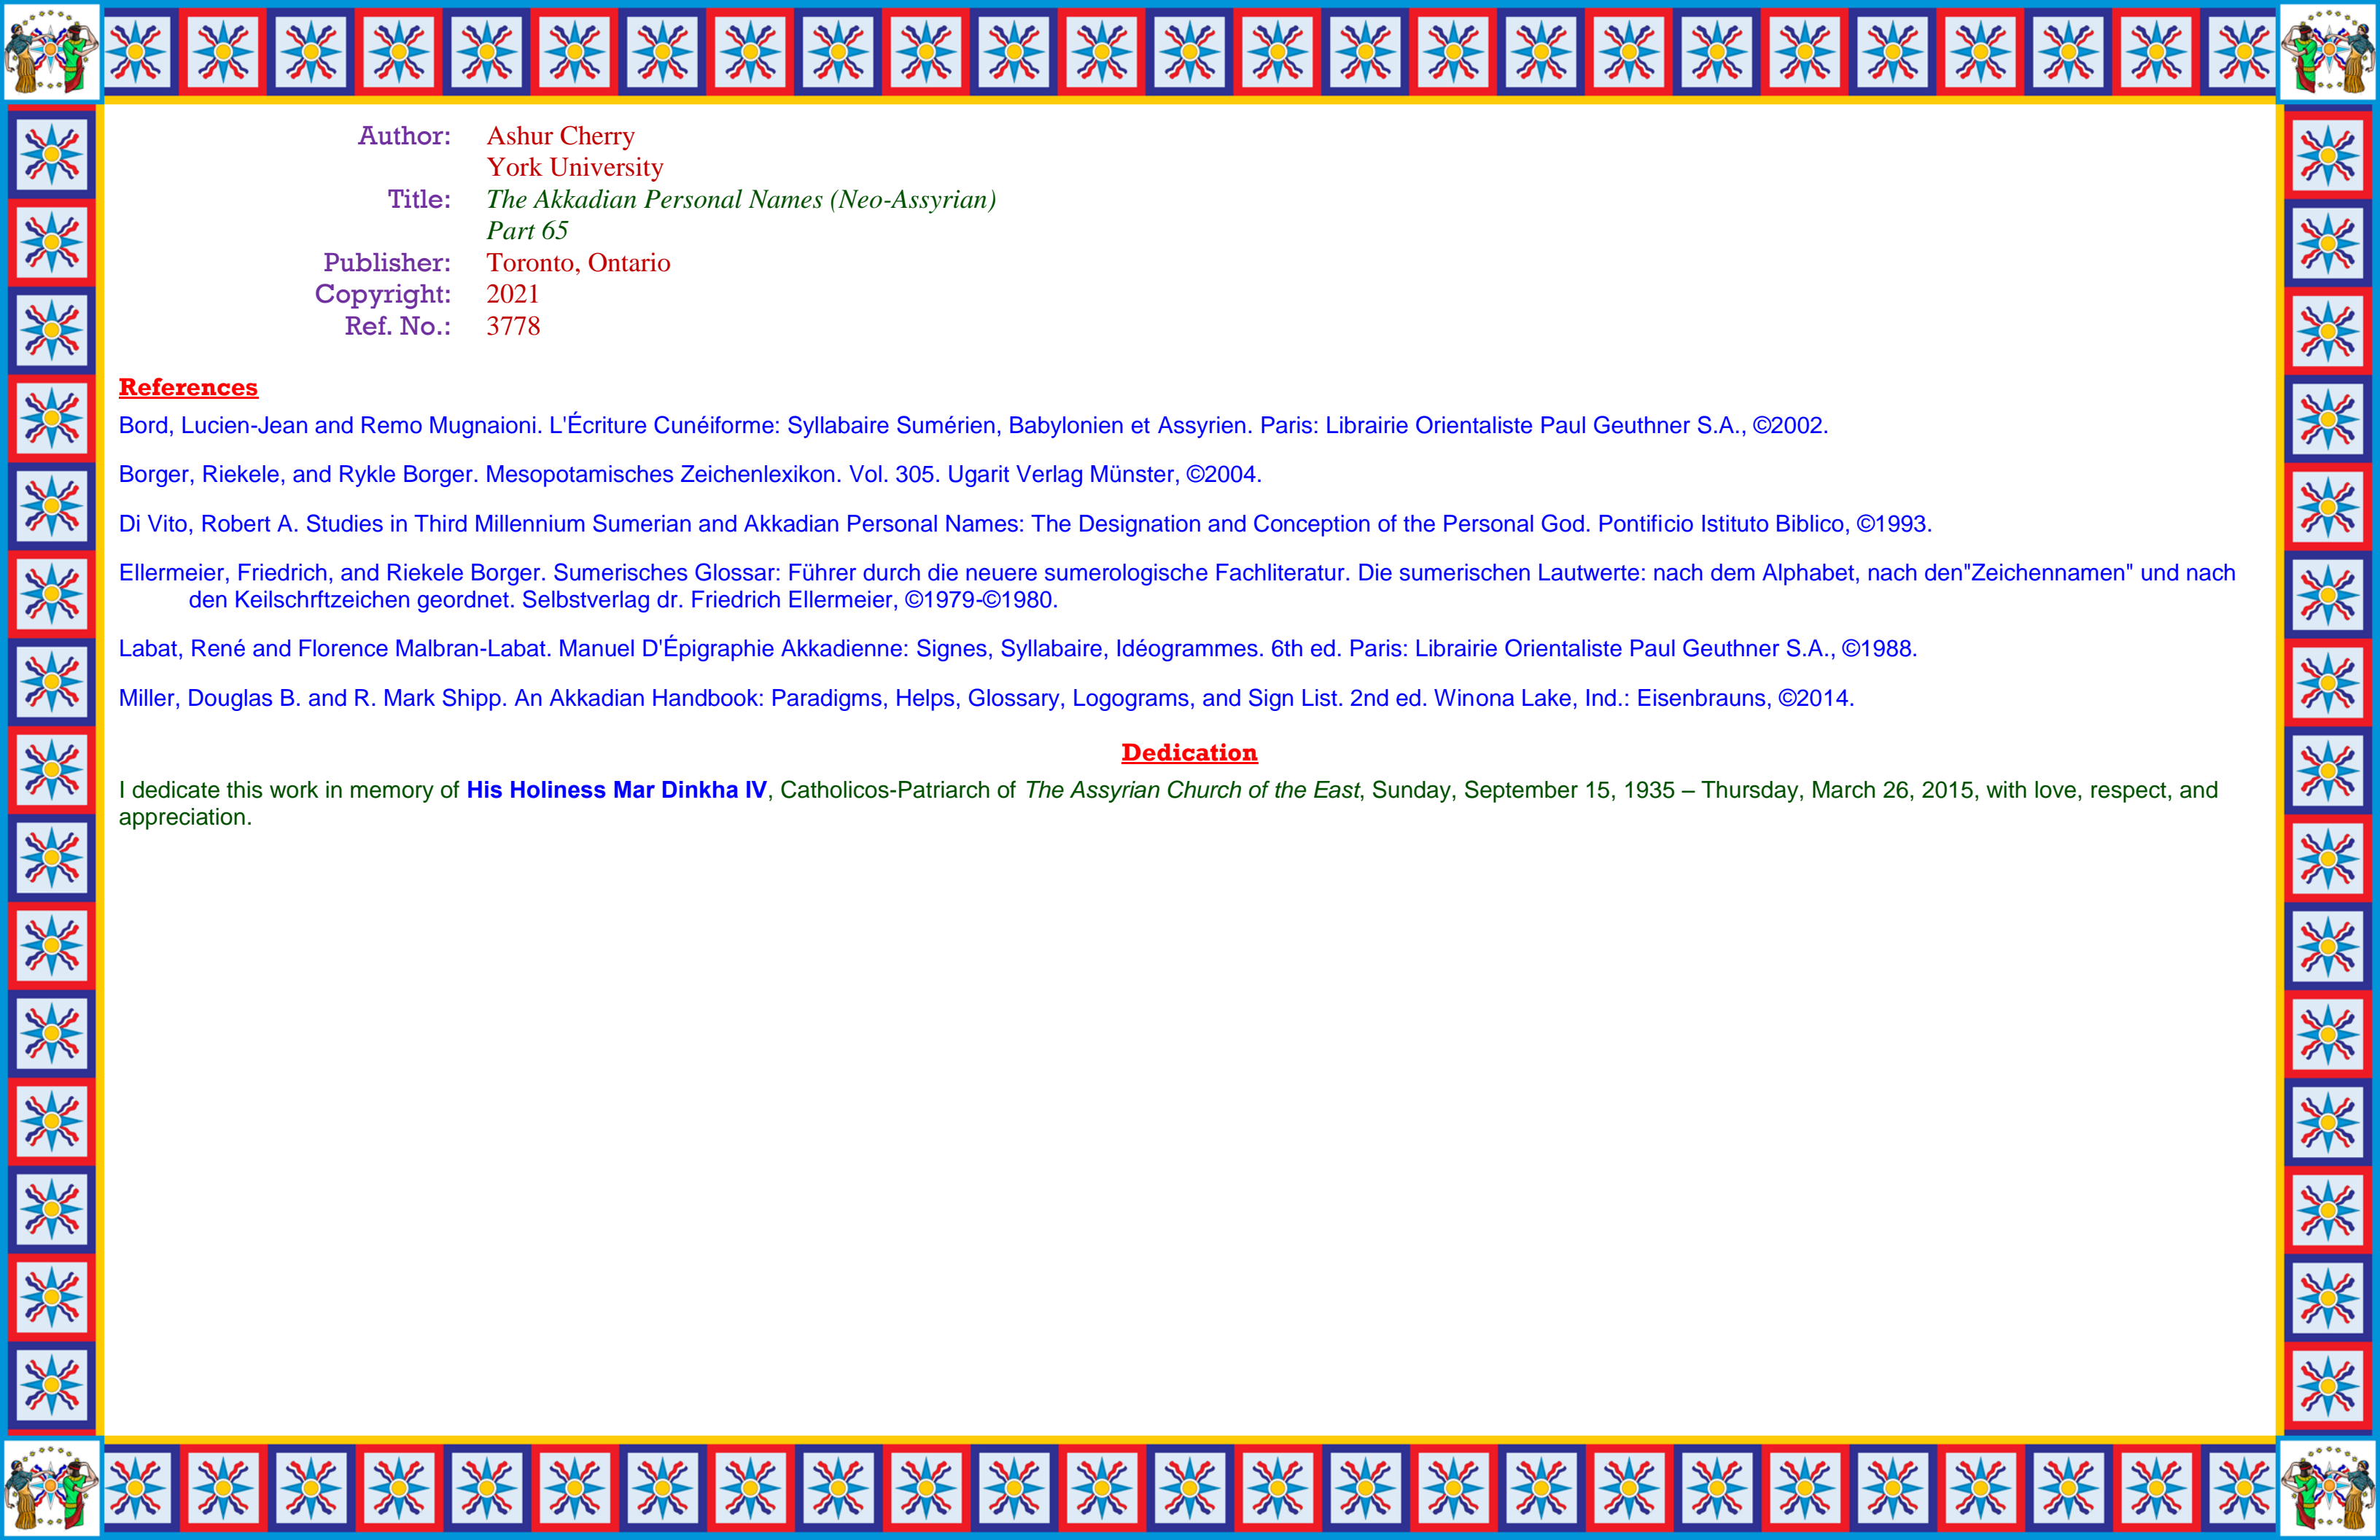 Author: Ashur Cherry
York University
Title: The Akkadian Personal Names (Neo-Assyrian)
Part 65
Publisher: Toronto, Ontario
Copyright: 2021
Ref. No.: 3778
References
Bord, Lucien-Jean and Remo Mugnaioni. L'Écriture Cunéiforme: Syllabaire Sumérien, Babylonien et Assyrien. Paris: Librairie Orientaliste Paul Geuthner S.A., ©2002.
Borger, Riekele, and Rykle Borger. Mesopotamisches Zeichenlexikon. Vol. 305. Ugarit Verlag Münster, ©2004.
Di Vito, Robert A. Studies in Third Millennium Sumerian and Akkadian Personal Names: The Designation and Conception of the Personal God. Pontificio Istituto Biblico, ©1993.
Ellermeier, Friedrich, and Riekele Borger. Sumerisches Glossar: Führer durch die neuere sumerologische Fachliteratur. Die sumerischen Lautwerte: nach dem Alphabet, nach den"Zeichennamen" und nach
den Keilschrftzeichen geordnet. Selbstverlag dr. Friedrich Ellermeier, ©1979-©1980.
Labat, René and Florence Malbran-Labat. Manuel D'Épigraphie Akkadienne: Signes, Syllabaire, Idéogrammes. 6th ed. Paris: Librairie Orientaliste Paul Geuthner S.A., ©1988.
Miller, Douglas B. and R. Mark Shipp. An Akkadian Handbook: Paradigms, Helps, Glossary, Logograms, and Sign List. 2nd ed. Winona Lake, Ind.: Eisenbrauns, ©2014.
Dedication
I dedicate this work in memory of His Holiness Mar Dinkha IV, Catholicos-Patriarch of The Assyrian Church of the East, Sunday, September 15, 1935 – Thursday, March 26, 2015, with love, respect, and
appreciation.